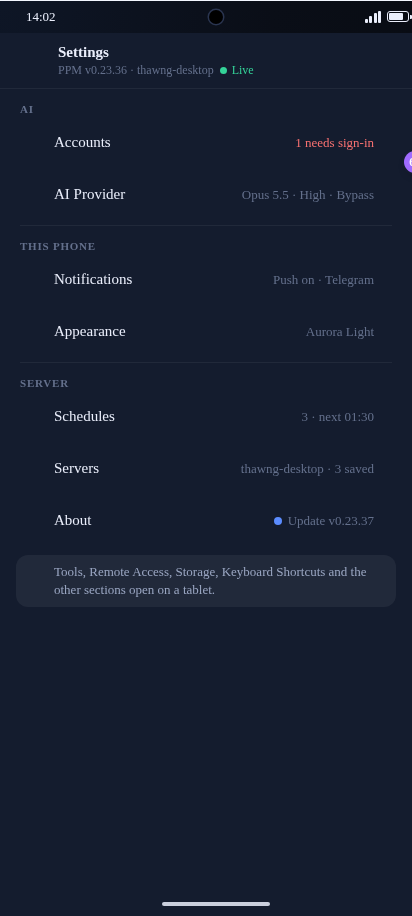 14:02
Settings
PPM v0.23.36 · thawng-desktop Live
AI
Accounts 1 needs sign-in
AI Provider Opus 5.5 · High · Bypass
THIS PHONE
Notifications Push on · Telegram
Appearance Aurora Light
SERVER
Schedules 3 · next 01:30
Servers thawng-desktop · 3 saved
About Update v0.23.37
Tools, Remote Access, Storage, Keyboard Shortcuts and the
other sections open on a tablet.